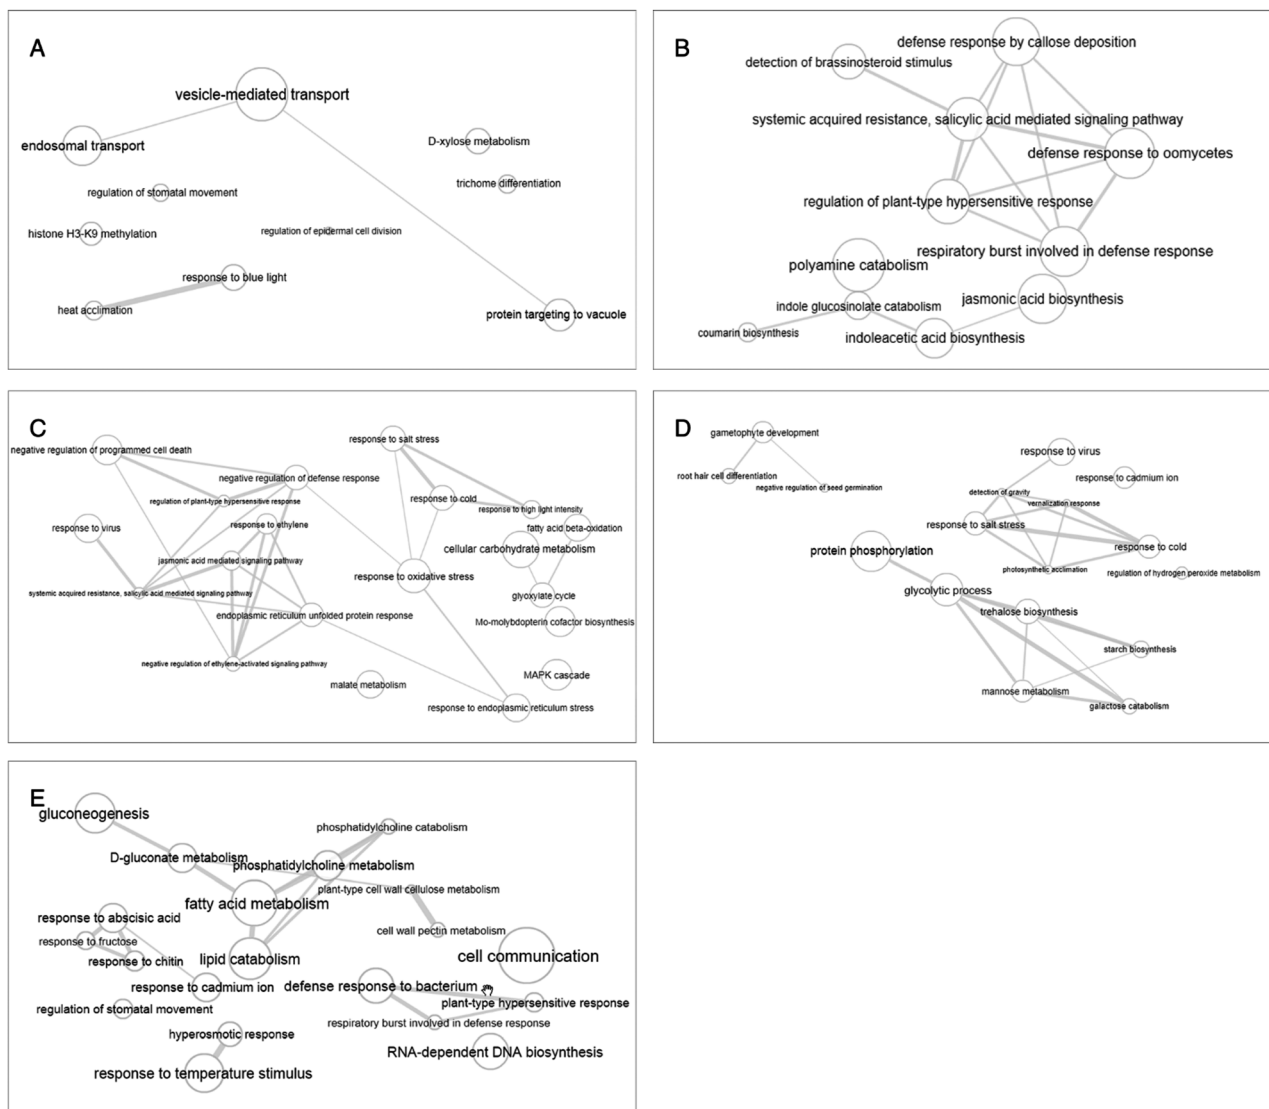 A
vesicle-mediated transport
endosomal transport
D-xylose metabolism
trichome differentiation
regulation of stomatal movement
histone H3-K9 methylation
regulation of epidermal cell division
response to blue light
heat acclimation
protein targeting to vacuole
B
defense response by callose deposition
detection of brassinosteroid stimulus
systemic acquired resistance, salicylic acid mediated signaling pathway
defense response to oomycetes
regulation of plant-type hypersensitive response
respiratory burst involved in defense response
polyamine catabolism
jasmonic acid biosynthesis
indole glucosinolate catabolism
coumarin biosynthesis
indoleacetic acid biosynthesis
C
response to salt stress
negative regulation of programmed cell death
negative regulation of defense response
regulation of plant-type hypersensitive response
response to cold
response to high light intensity
response to virus
response to ethylene
fatty acid beta-oxidation
cellular carbohydrate metabolism
jasmonic acid mediated signaling pathway
response to oxidative stress
systemic acquired resistance, salicylic acid mediated signaling pathway
glyoxylate cycle
endoplasmic reticulum unfolded protein response
Mo-molybdopterin cofactor biosynthesis
negative regulation of ethylene-activated signaling pathway
MAPK cascade
malate metabolism
response to endoplasmic reticulum stress
D
gametophyte development
response to virus
root hair cell differentiation
negative regulation of seed germination
response to cadmium ion
detection of gravity
vernalization response
response to salt stress
protein phosphorylation
response to cold
photosynthetic acclimation
regulation of hydrogen peroxide metabolism
glycolytic process
trehalose biosynthesis
starch biosynthesis
mannose metabolism
galactose catabolism
E
gluconeogenesis
phosphatidylcholine catabolism
D-gluconate metabolism
phosphatidylcholine metabolism
plant-type cell wall cellulose metabolism
fatty acid metabolism
response to abscisic acid
cell wall pectin metabolism
response to fructose
cell communication
response to chitin
lipid catabolism
response to cadmium ion
defense response to bacterium
plant-type hypersensitive response
regulation of stomatal movement
respiratory burst involved in defense response
hyperosmotic response
RNA-dependent DNA biosynthesis
response to temperature stimulus